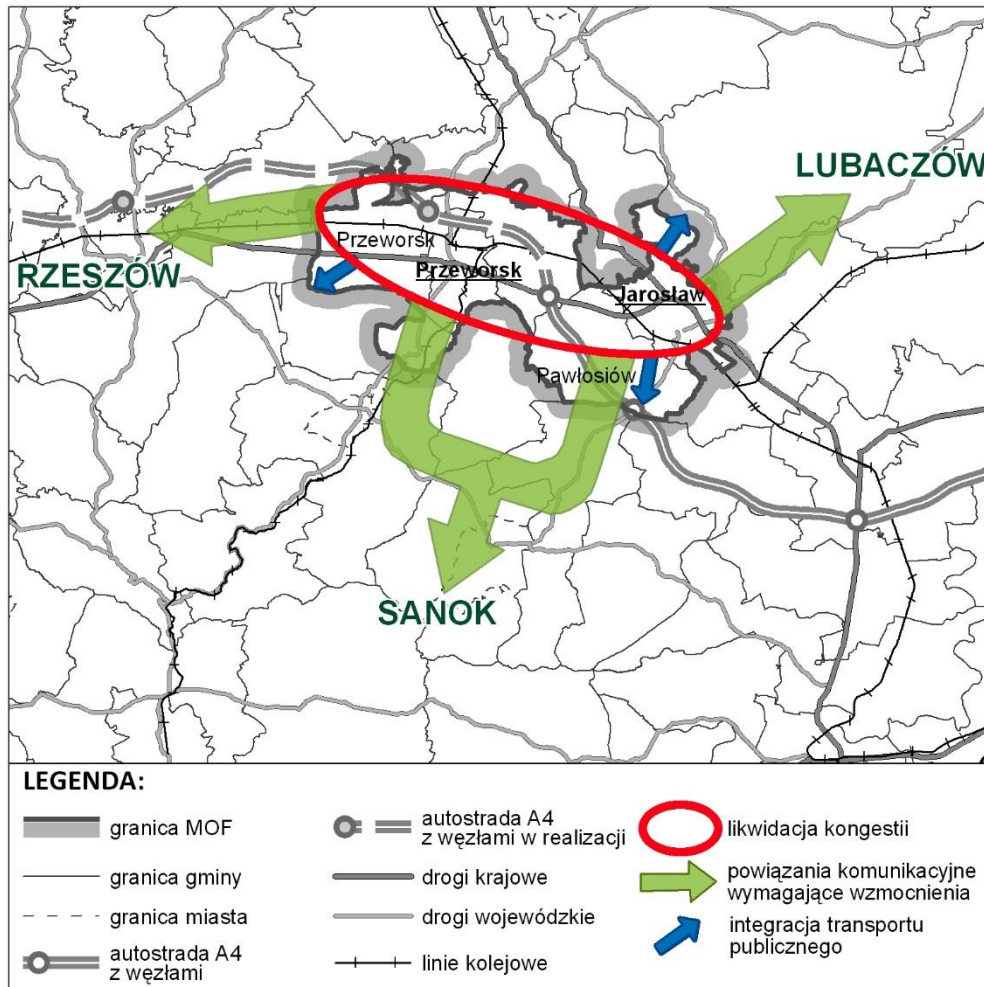 LUBACZÓW
RZESZÓW
Przeworsk
Przeworsk
Jarosław
Pawłosiów
SANOK
LEGENDA:
granica MOF
granica gminy
granica miasta
autostrada A4
z węzłami
autostrada A4
z węzłami w realizacji
drogi krajowe
drogi wojewódzkie
linie kolejowe
likwidacja kongestii
powiązania komunikacyjne
wymagające wzmocnienia
integracja transportu
publicznego